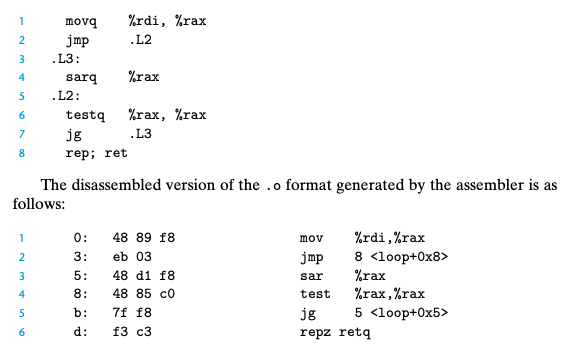 1 movq %rdi, %rax
2 jmp .L2
3 .L3:
4 sarq %rax
5 .L2:
6 testq %rax, %rax
7 jg .L3
8 rep; ret
The disassembled version of the .o format generated by the assembler is as
follows:
1 0: 48 89 f8 mov %rdi,%rax
2 3: eb 03 jmp 8 <loop+0x8>
3 5: 48 d1 f8 sar %rax
4 8: 48 85 c0 test %rax,%rax
5 b: 7f f8 jg 5 <loop+0x5>
6 d: f3 c3 repz retq